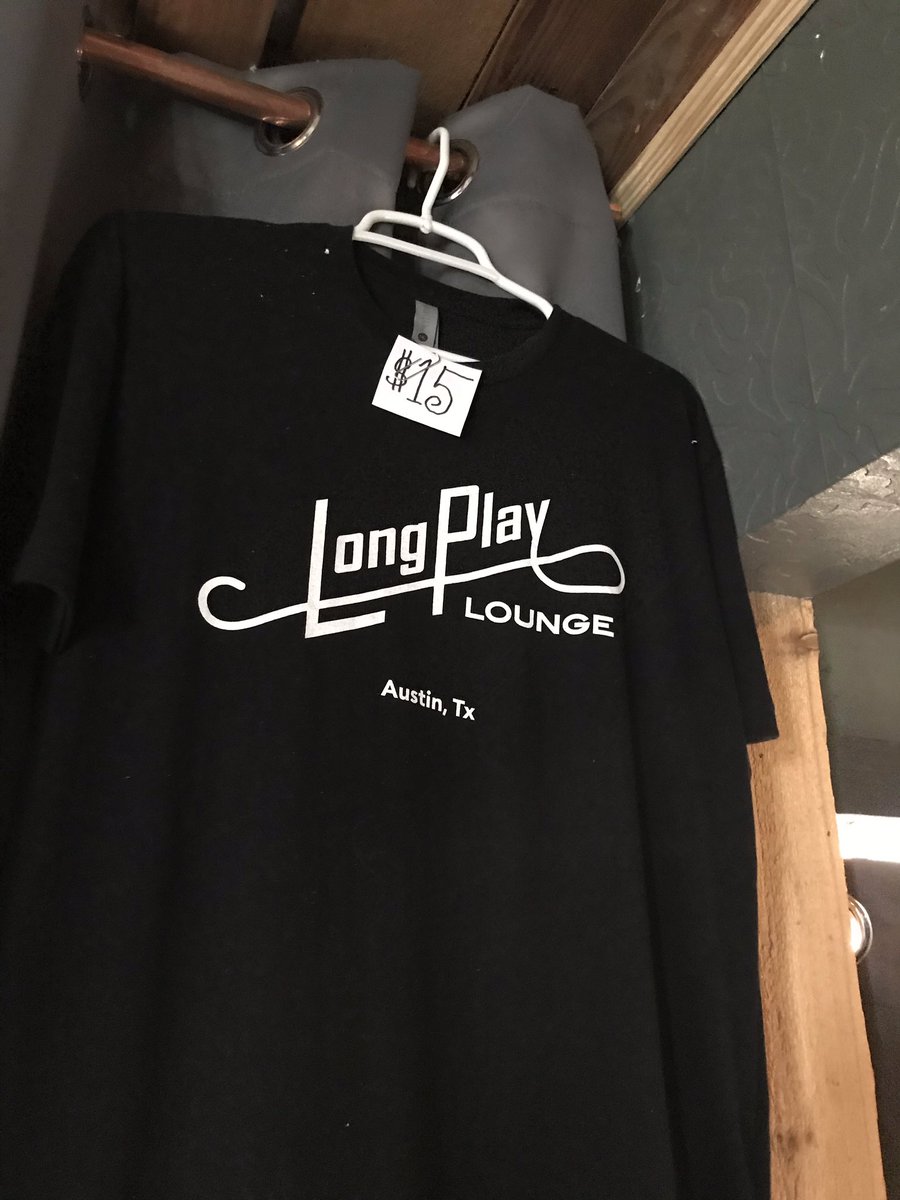 $15
Long Play
LOUNGE
Austin, Tx